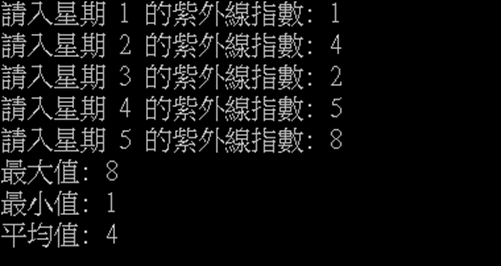 請入星期 1 的紫外線指數: 1
請入星期 2 的紫外線指數: 4
請入星期 3 的紫外線指數: 2
請入星期 4 的紫外線指數: 5
請入星期 5 的紫外線指數: 8
最大值: 8
最小值: 1
平均值: 4